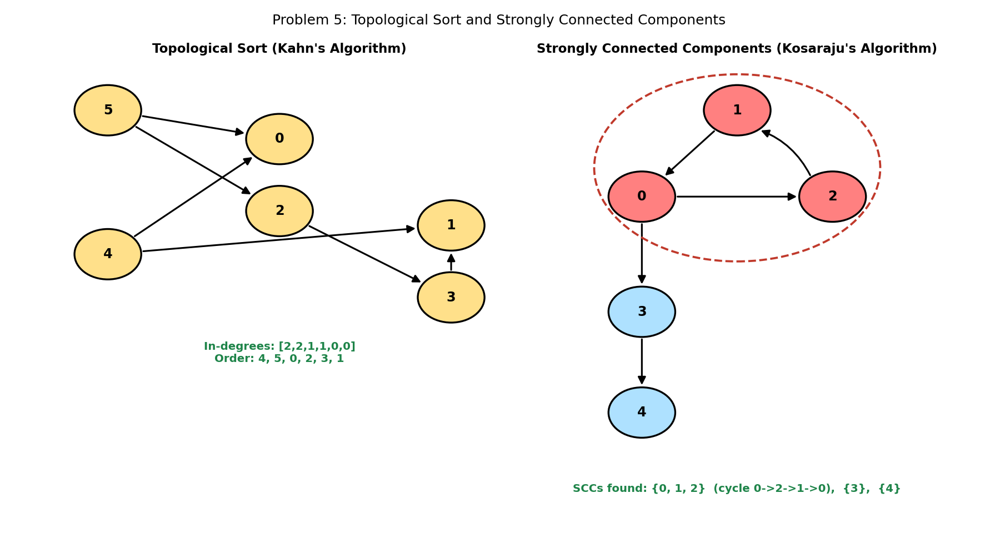 Problem 5: Topological Sort and Strongly Connected Components
Topological Sort (Kahn's Algorithm)
5
0
2
1
4
3
In-degrees: [2,2,1,1,0,0]
Order: 4, 5, 0, 2, 3, 1
Strongly Connected Components (Kosaraju's Algorithm)
1
0
2
3
4
SCCs found: {0, 1, 2}  (cycle 0->2->1->0),  {3},  {4}